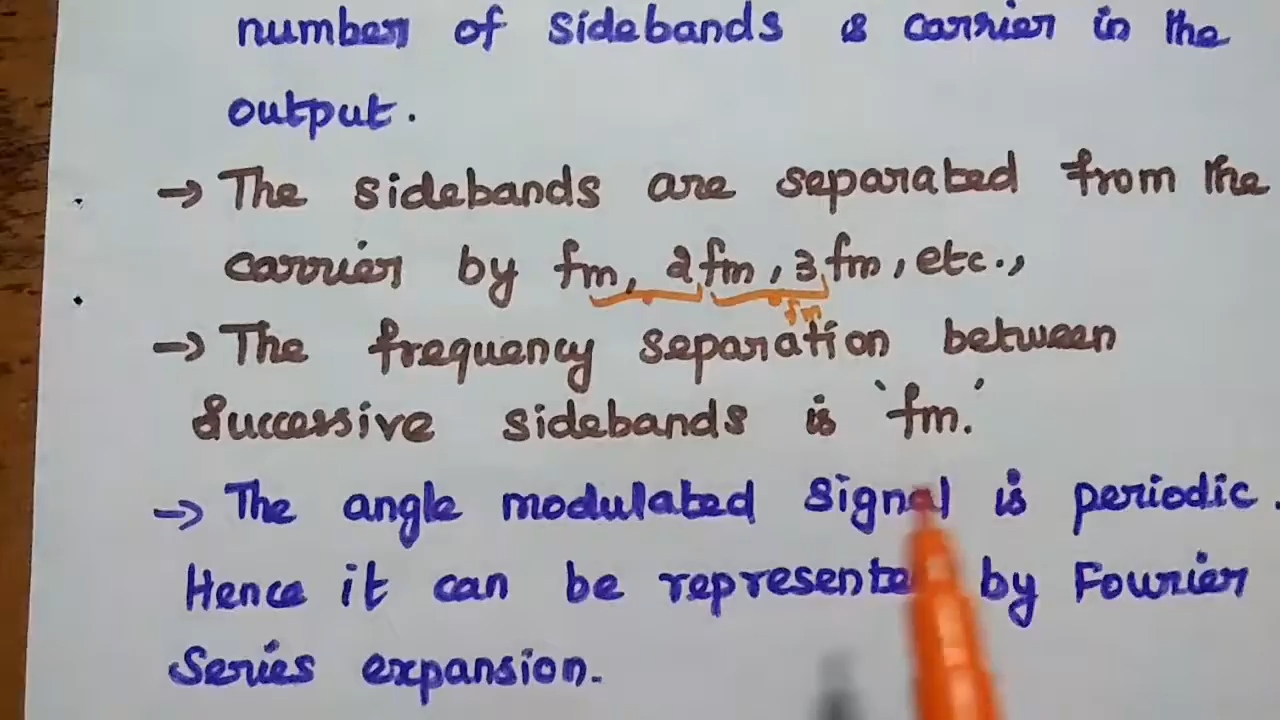 number of sidebands & carrier in the
output.
→ The sidebands are separated from the
carrier by fm, 2fm, 3fm, etc.,
fm
→ The frequency separation between
successive sidebands is 'fm.'
→ The angle modulated signal is periodic.
Hence it can be represented by Fourier
Series expansion.